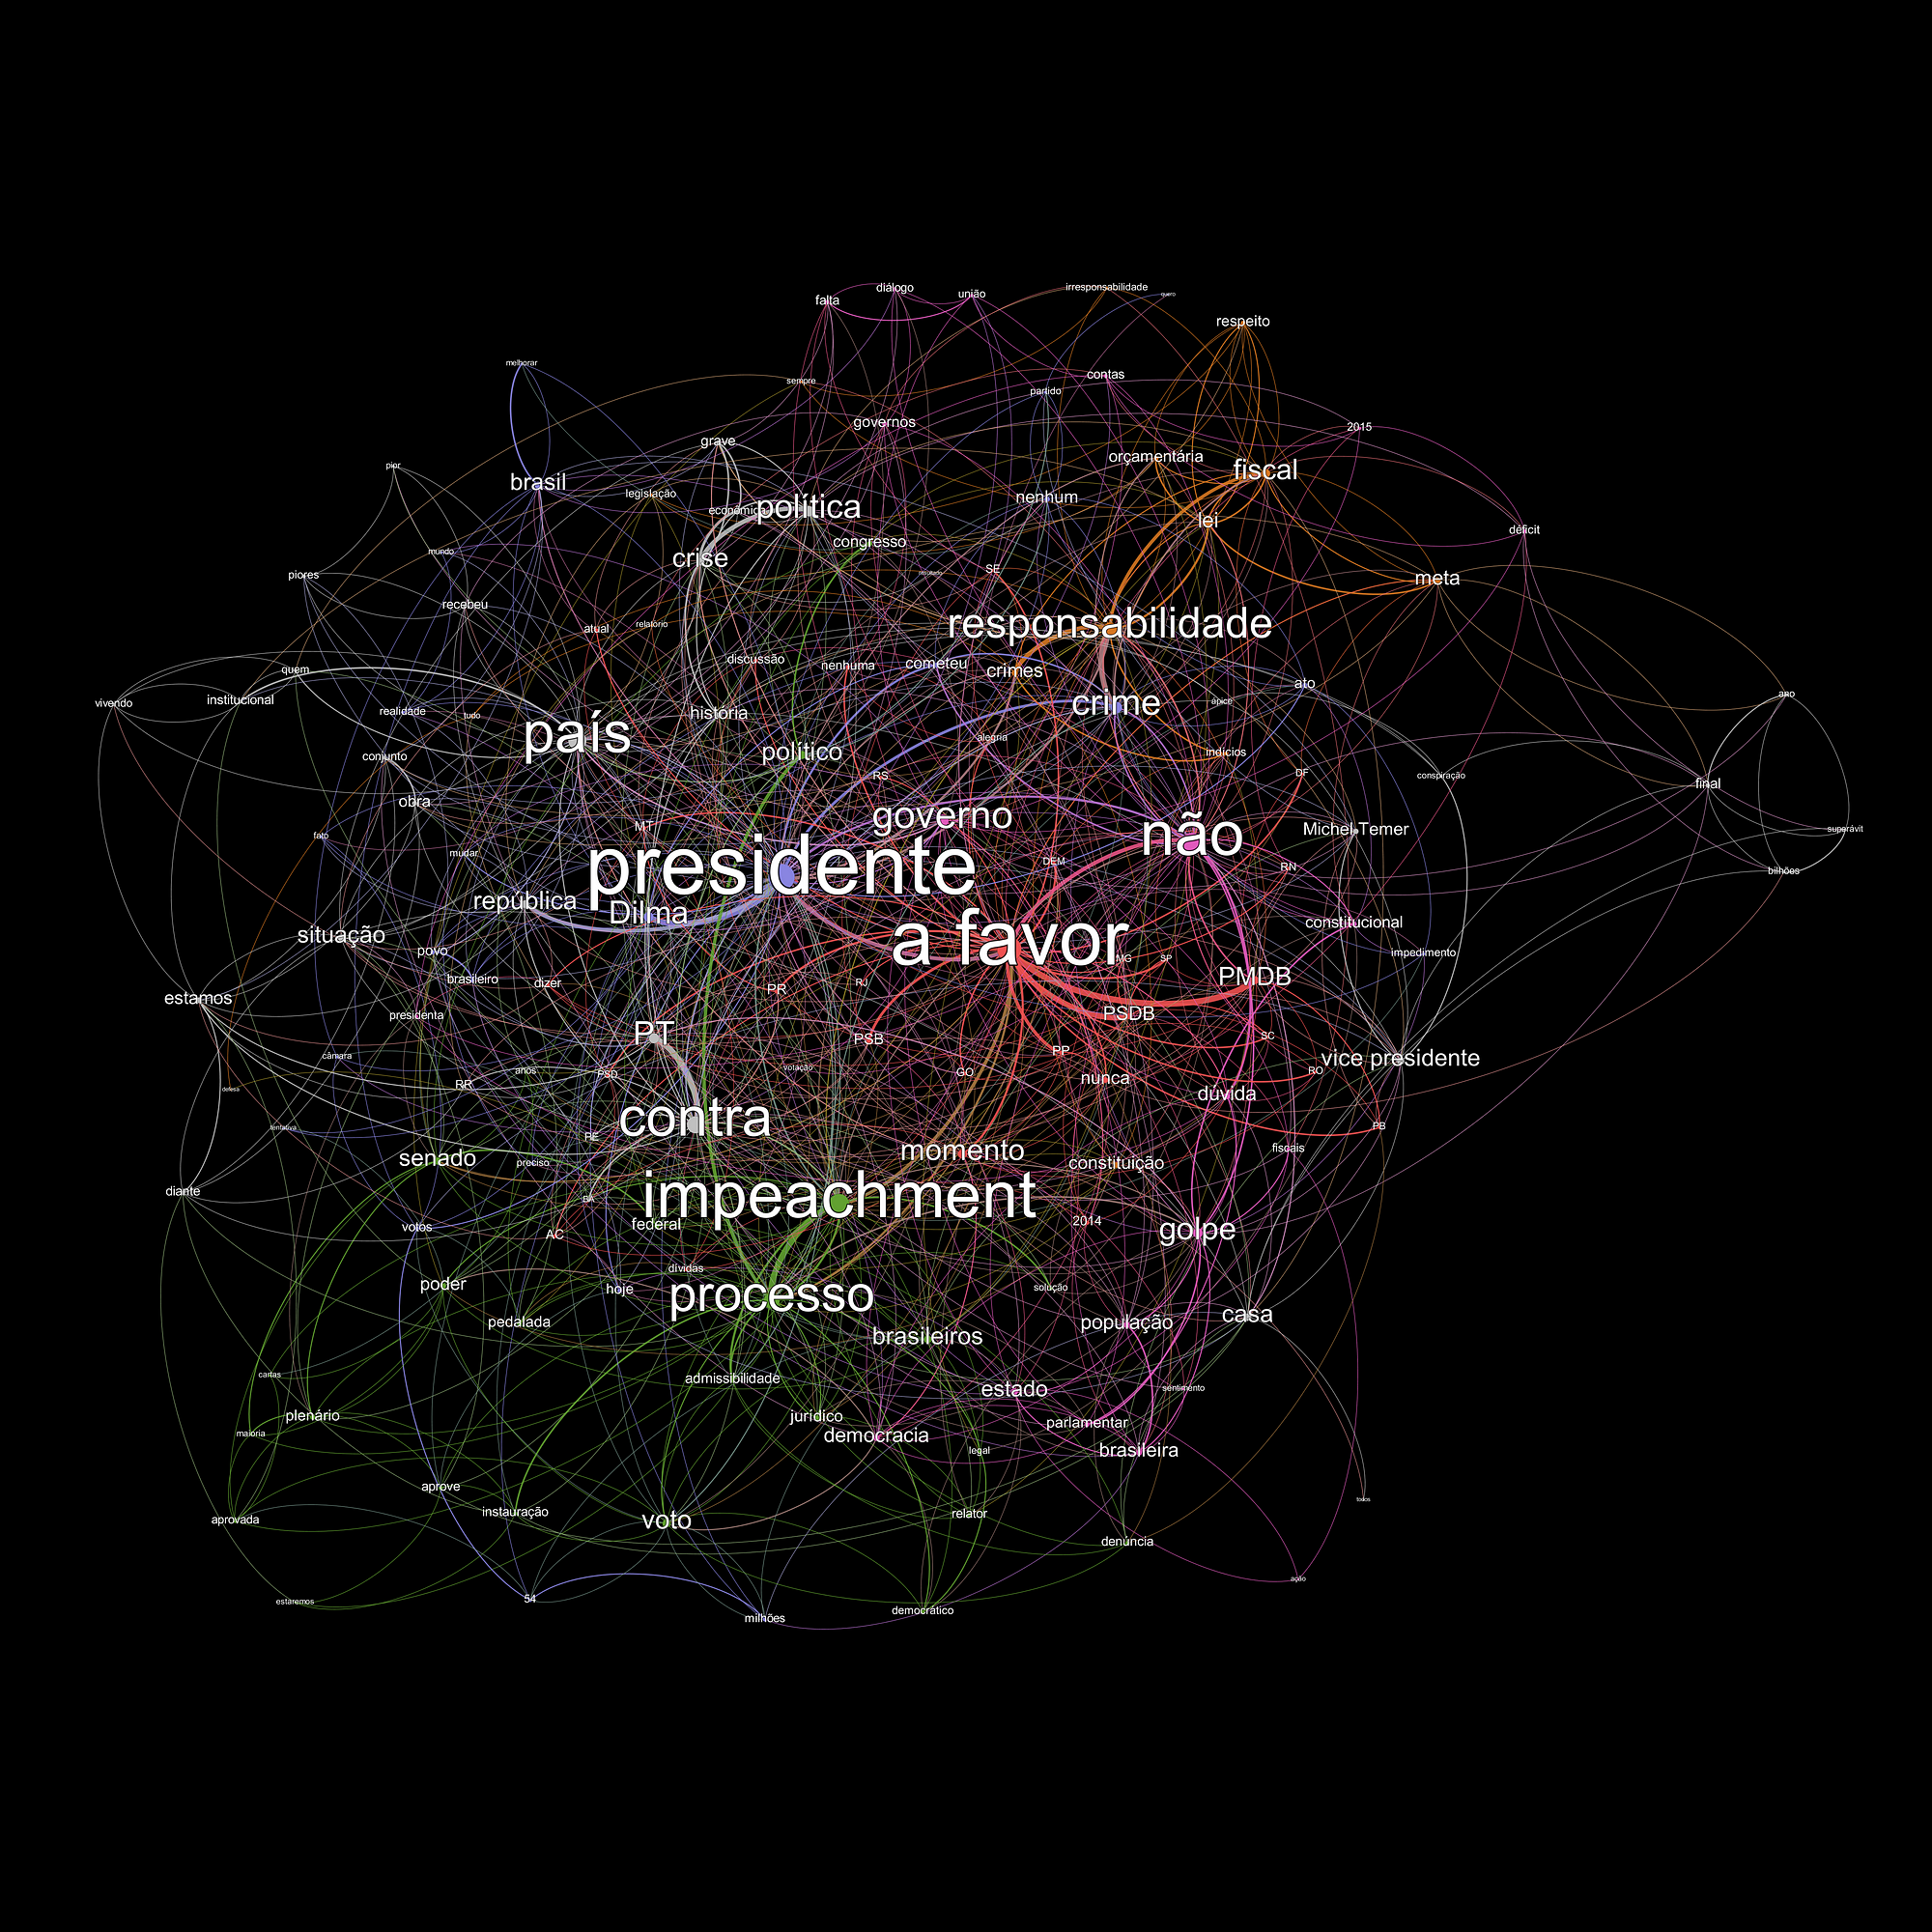 diálogo
união
irresponsabilidade
quero
falta
respeito
melhorar
contas
sempre
partido
governos
2015
grave
orçamentária
pior
fiscal
brasil
legislação
nenhum
econômica
política
lei
déficit
congresso
mundo
crise
SE
resultado
piores
meta
recebeu
relatório
atual
responsabilidade
discussão
nenhuma
cometeu
crimes
quem
ato
ano
institucional
vivendo
realidade
tudo
história
crime
ápice
país
político
alegria
indícios
conjunto
RS
DF
conspiração
final
obra
governo
MT
fato
não
Michel Temer
superávit
mudar
presidente
DEM
RN
bilhões
república
Dilma
constitucional
situação
a favor
povo
impedimento
brasileiro
dizer
RJ
MG
SP
PMDB
PR
estamos
presidenta
PSDB
PT
PSB
SC
câmara
PP
vice presidente
anos
PSD
votação
GO
nunca
RO
RR
defesa
dúvida
contra
tentativa
PB
PE
momento
fiscais
senado
preciso
constituição
diante
BA
impeachment
votos
federal
2014
golpe
AC
dívidas
poder
hoje
processo
solução
casa
pedalada
população
brasileiros
cartas
admissibilidade
estado
sentimento
plenário
jurídico
parlamentar
maioria
democracia
legal
brasileira
aprove
todos
aprovada
instauração
voto
relator
denúncia
ação
estaremos
54
milhões
democrático